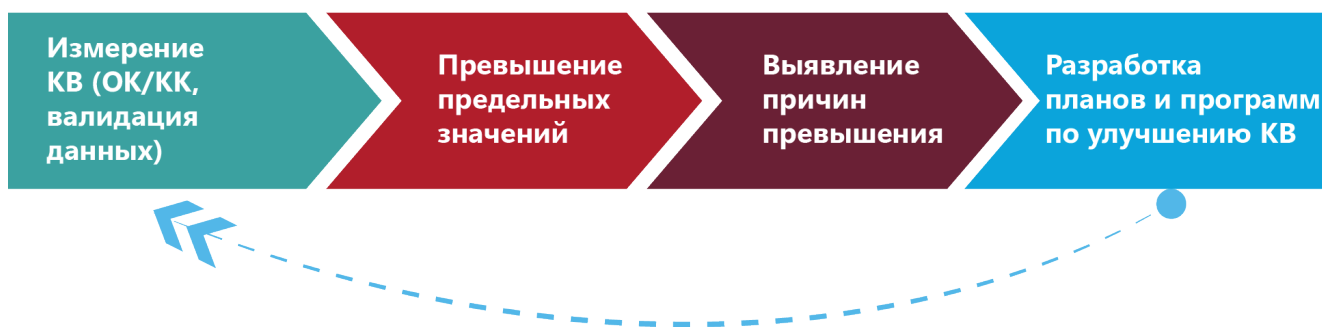 Измерение
КВ (ОК/КК,
валидация
данных)
Превышение
предельных
значений
Выявление
причин
превышения
Разработка
планов и программ
по улучшению КВ